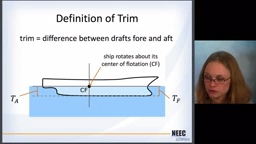 Definition of Trim
trim = difference between drafts fore and aft
ship rotates about its
center of flotation (CF)
CF
T_A
T_F
NEEC